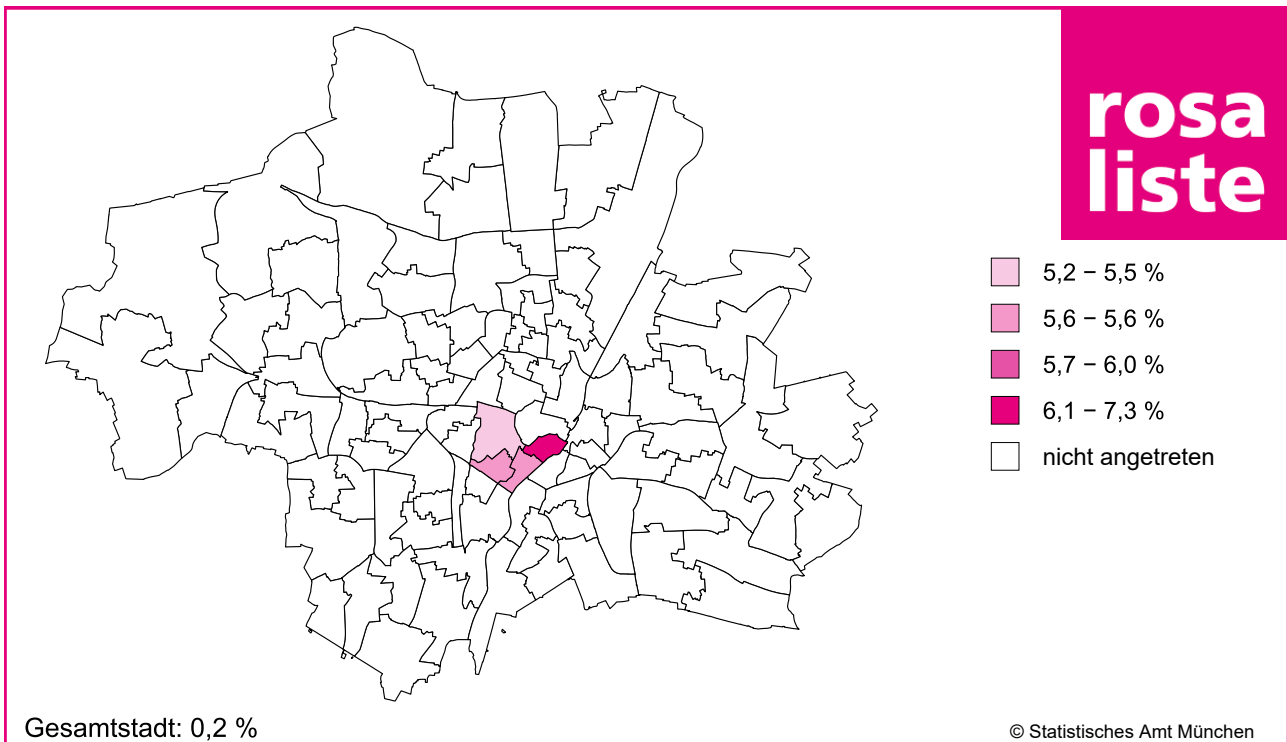 rosa
liste
5,2 – 5,5 %
5,6 – 5,6 %
5,7 – 6,0 %
6,1 – 7,3 %
nicht angetreten
Gesamtstadt: 0,2 %
© Statistisches Amt München